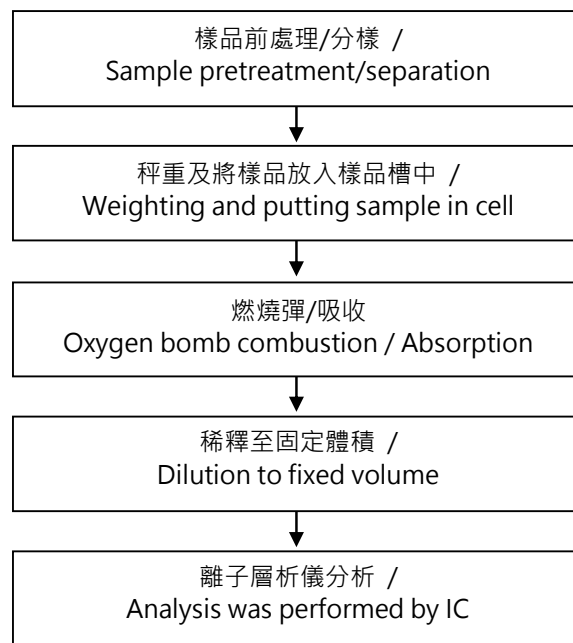 樣品前處理/分樣 /
Sample pretreatment/separation
秤重及將樣品放入樣品槽中 /
Weighting and putting sample in cell
燃燒彈/吸收
Oxygen bomb combustion / Absorption
稀釋至固定體積 /
Dilution to fixed volume
離子層析儀分析 /
Analysis was performed by IC